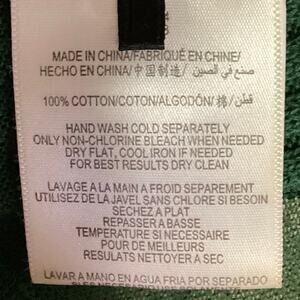 MADE IN CHINA/FABRIQUÉ EN CHINE/
HECHO EN CHINA/中国制造/ صنع في الصين
100% COTTON/COTON/ALGODÓN/棉/قطن
HAND WASH COLD SEPARATELY
ONLY NON-CHLORINE BLEACH WHEN NEEDED
DRY FLAT, COOL IRON IF NEEDED
FOR BEST RESULTS DRY CLEAN
LAVAGE A LA MAIN A FROID SEPAREMENT
UTILISEZ DE LA JAVEL SANS CHLORE SI BESOIN
SECHEZ A PLAT
REPASSER A BASSE
TEMPERATURE SI NECESSAIRE
POUR DE MEILLEURS
RESULATS NETTOYER A SEC
LAVAR A MANO EN AGUA FRIA POR SEPARADO